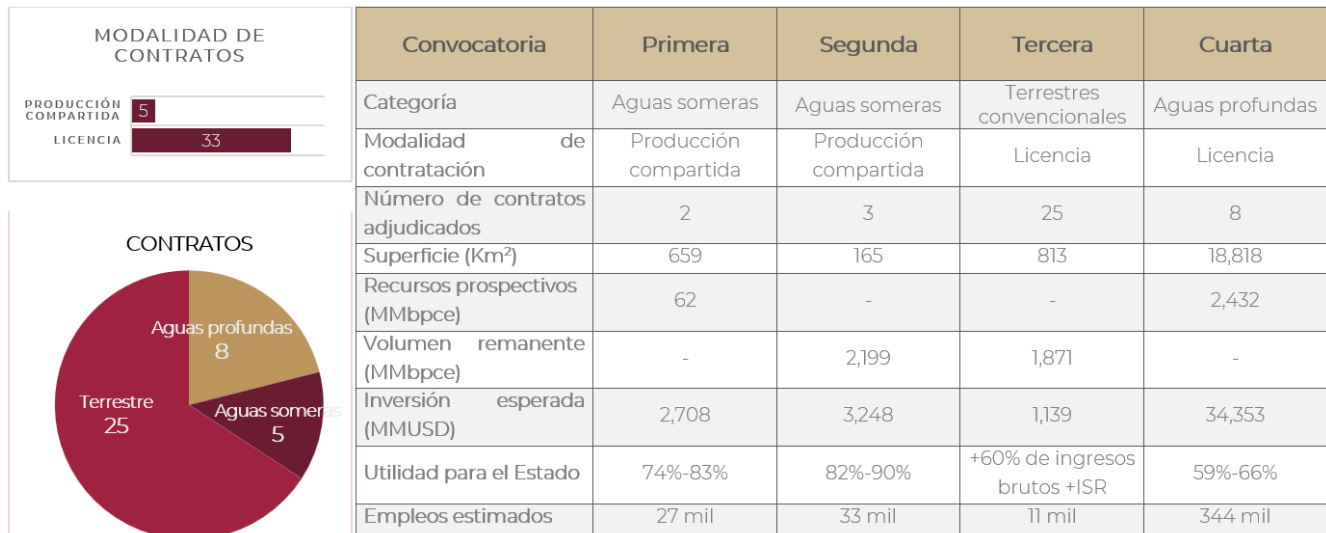 MODALIDAD DE
CONTRATOS
PRODUCCIÓN
COMPARTIDA
5
LICENCIA
33
CONTRATOS
Aguas profundas
8
Terrestre
25
Aguas someras
5
Convocatoria Primera Segunda Tercera Cuarta
Categoría Aguas someras Aguas someras Terrestres convencionales Aguas profundas
Modalidad de contratación Producción compartida Producción compartida Licencia Licencia
Número de contratos adjudicados 2 3 25 8
Superficie (Km²) 659 165 813 18,818
Recursos prospectivos (MMbpce) 62 - - 2,432
Volumen remanente (MMbpce) - 2,199 1,871 -
Inversión esperada (MMUSD) 2,708 3,248 1,139 34,353
Utilidad para el Estado 74%-83% 82%-90% +60% de ingresos brutos +ISR 59%-66%
Empleos estimados 27 mil 33 mil 11 mil 344 mil